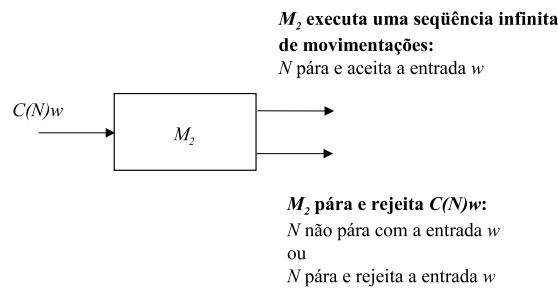 M2 executa uma seqüência infinita
de movimentações:
N pára e aceita a entrada w
C(N)w
M2
M2 pára e rejeita C(N)w:
N não pára com a entrada w
ou
N pára e rejeita a entrada w